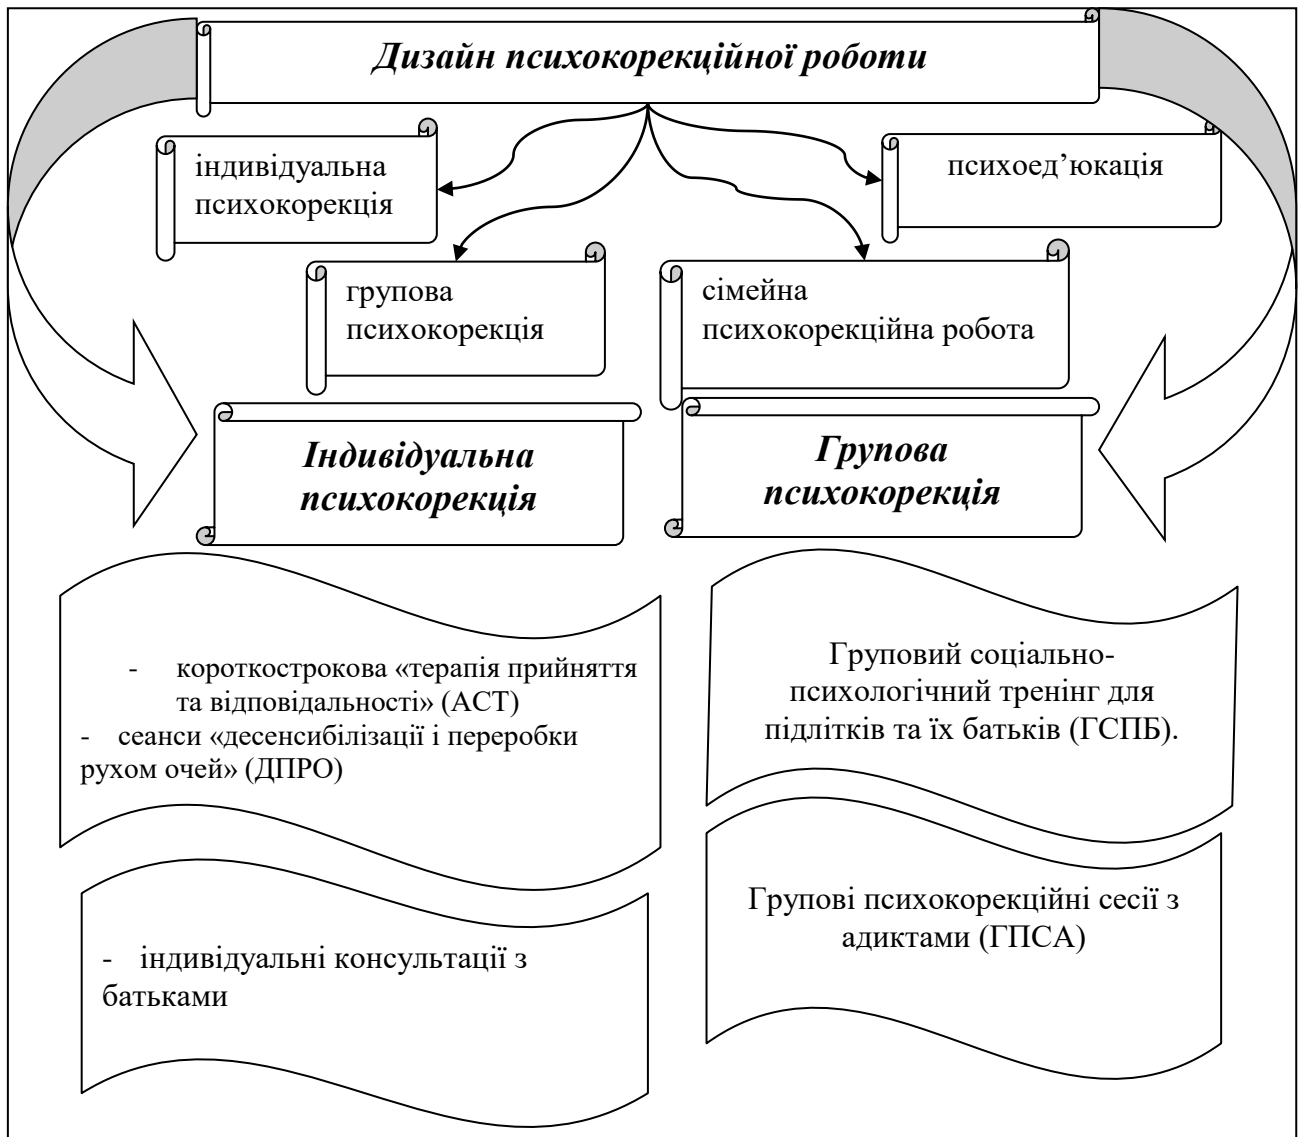 Дизайн психокорекційної роботи
індивідуальна
психокорекція
психоед’юкація
групова
психокорекція
сімейна
психокорекційна робота
Індивідуальна
психокорекція
Групова
психокорекція
- короткострокова «терапія прийняття
та відповідальності» (АСТ)
- сеанси «десенсибілізації і переробки
рухом очей» (ДПРО)
Груповий соціально-
психологічний тренінг для
підлітків та їх батьків (ГСПБ).
- індивідуальні консультації з
батьками
Групові психокорекційні сесії з
адиктами (ГПСА)